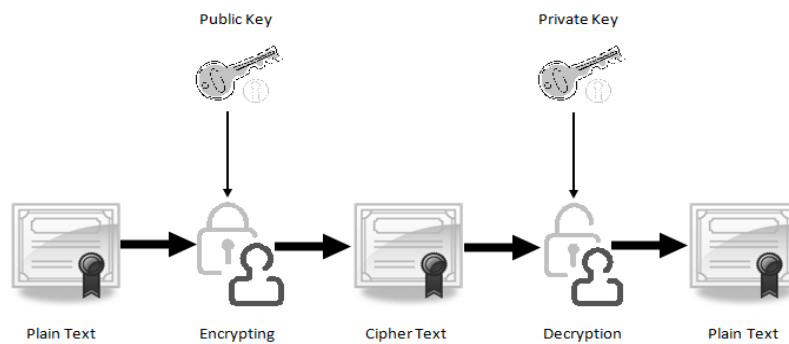 Public Key
Private Key
Plain Text
Encrypting
Cipher Text
Decryption
Plain Text